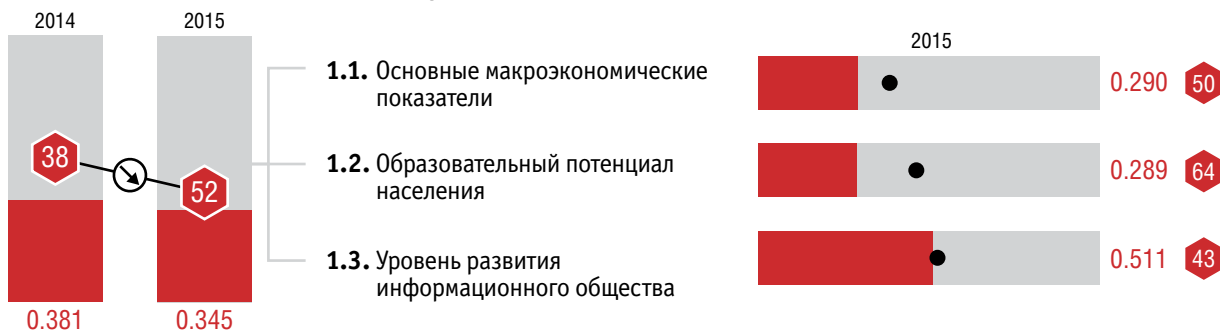 2014
2015
38
52
0.381
0.345
1.1. Основные макроэкономические
показатели
1.2. Образовательный потенциал
населения
1.3. Уровень развития
информационного общества
2015
0.290
50
0.289
64
0.511
43